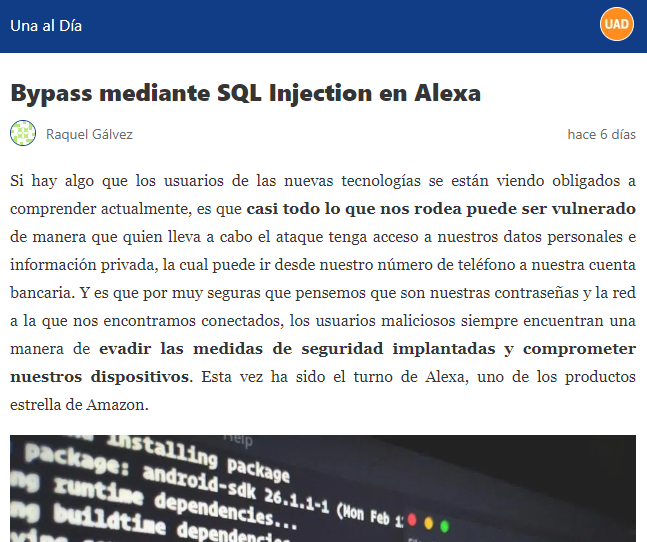 Una al Día
UAD
Bypass mediante SQL Injection en Alexa
Raquel Gálvez
hace 6 días
Si hay algo que los usuarios de las nuevas tecnologías se están viendo obligados a
comprender actualmente, es que casi todo lo que nos rodea puede ser vulnerado
de manera que quien lleva a cabo el ataque tenga acceso a nuestros datos personales e
información privada, la cual puede ir desde nuestro número de teléfono a nuestra cuenta
bancaria. Y es que por muy seguras que pensemos que son nuestras contraseñas y la red
a la que nos encontramos conectados, los usuarios maliciosos siempre encuentran una
manera de evadir las medidas de seguridad implantadas y comprometer
nuestros dispositivos. Esta vez ha sido el turno de Alexa, uno de los productos
estrella de Amazon.
Help
installing package
package: android-sdk 26.1.1-1 (Mon Feb
runtime dependencies...
buildtime dependencies